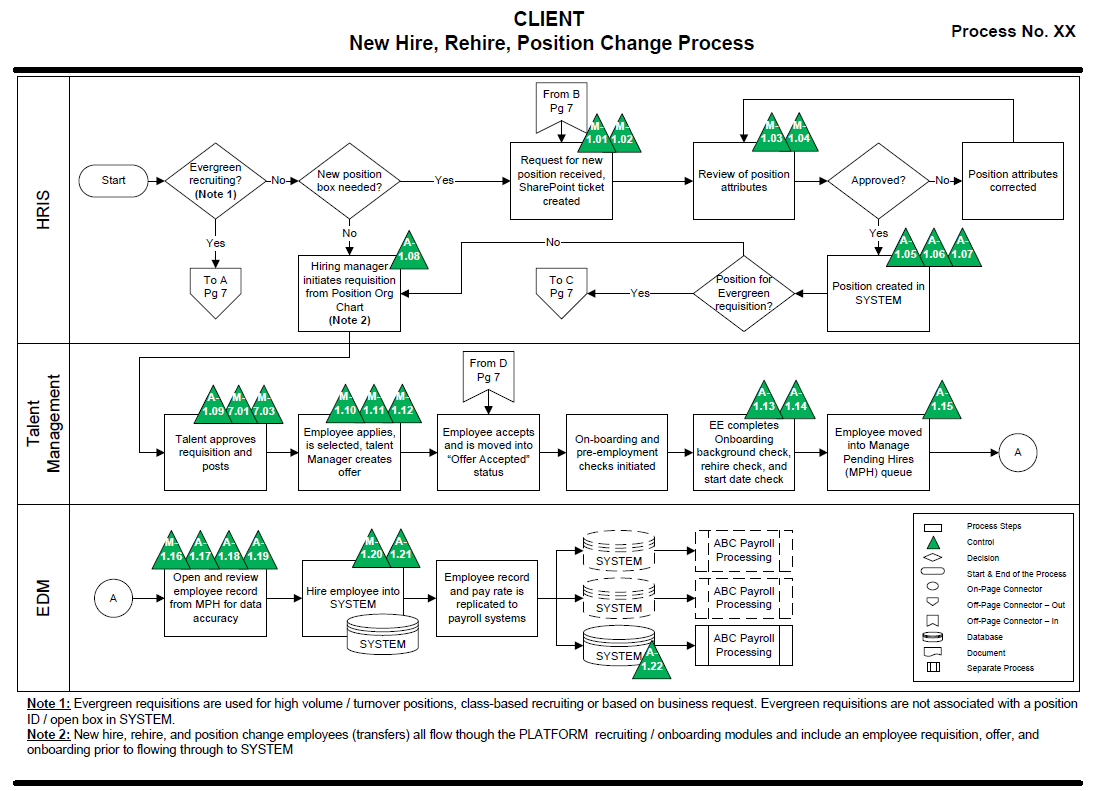 CLIENT
New Hire, Rehire, Position Change Process
Process No. XX
HRIS
Start
Evergreen
recruiting?
(Note 1)
No
New position
box needed?
Yes
From B
Pg 7
M-
1.01
M-
1.02
Request for new
position received,
SharePoint ticket
created
M-
1.03
M-
1.04
Review of position
attributes
Approved?
No
Position attributes
corrected
Yes
To A
Pg 7
No
A-
1.08
Hiring manager
initiates requisition
from Position Org
Chart
(Note 2)
No
To C
Pg 7
Yes
Position for
Evergreen
requisition?
Yes
A-
1.05
A-
1.06
A-
1.07
Position created in
SYSTEM
Talent
Management
A-
1.09
M-
7.01
M-
7.03
Talent approves
requisition and
posts
M-
1.10
M-
1.11
M-
1.12
Employee applies,
is selected, talent
Manager creates
offer
From D
Pg 7
Employee accepts
and is moved into
“Offer Accepted”
status
On-boarding and
pre-employment
checks initiated
A-
1.13
A-
1.14
EE completes
Onboarding
background check,
rehire check, and
start date check
A-
1.15
Employee moved
into Manage
Pending Hires
(MPH) queue
A
EDM
A
M-
1.16
A-
1.17
A-
1.18
A-
1.19
Open and review
employee record
from MPH for data
accuracy
M-
1.20
A-
1.21
Hire employee into
SYSTEM
SYSTEM
Employee record
and pay rate is
replicated to
payroll systems
SYSTEM
ABC Payroll
Processing
SYSTEM
ABC Payroll
Processing
SYSTEM
A-
1.22
ABC Payroll
Processing
Process Steps
Control
Decision
Start & End of the Process
On-Page Connector
Off-Page Connector – Out
Off-Page Connector – In
Database
Document
Separate Process
Note 1: Evergreen requisitions are used for high volume / turnover positions, class-based recruiting or based on business request. Evergreen requisitions are not associated with a position
ID / open box in SYSTEM.
Note 2: New hire, rehire, and position change employees (transfers) all flow though the PLATFORM recruiting / onboarding modules and include an employee requisition, offer, and
onboarding prior to flowing through to SYSTEM